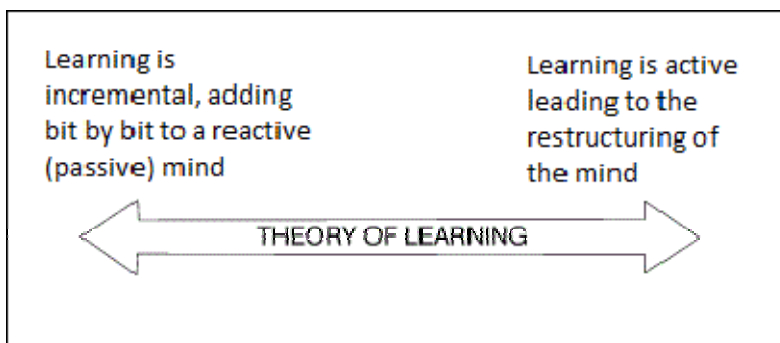 Learning is
incremental, adding
bit by bit to a reactive
(passive) mind
Learning is active
leading to the
restructuring of
the mind
THEORY OF LEARNING